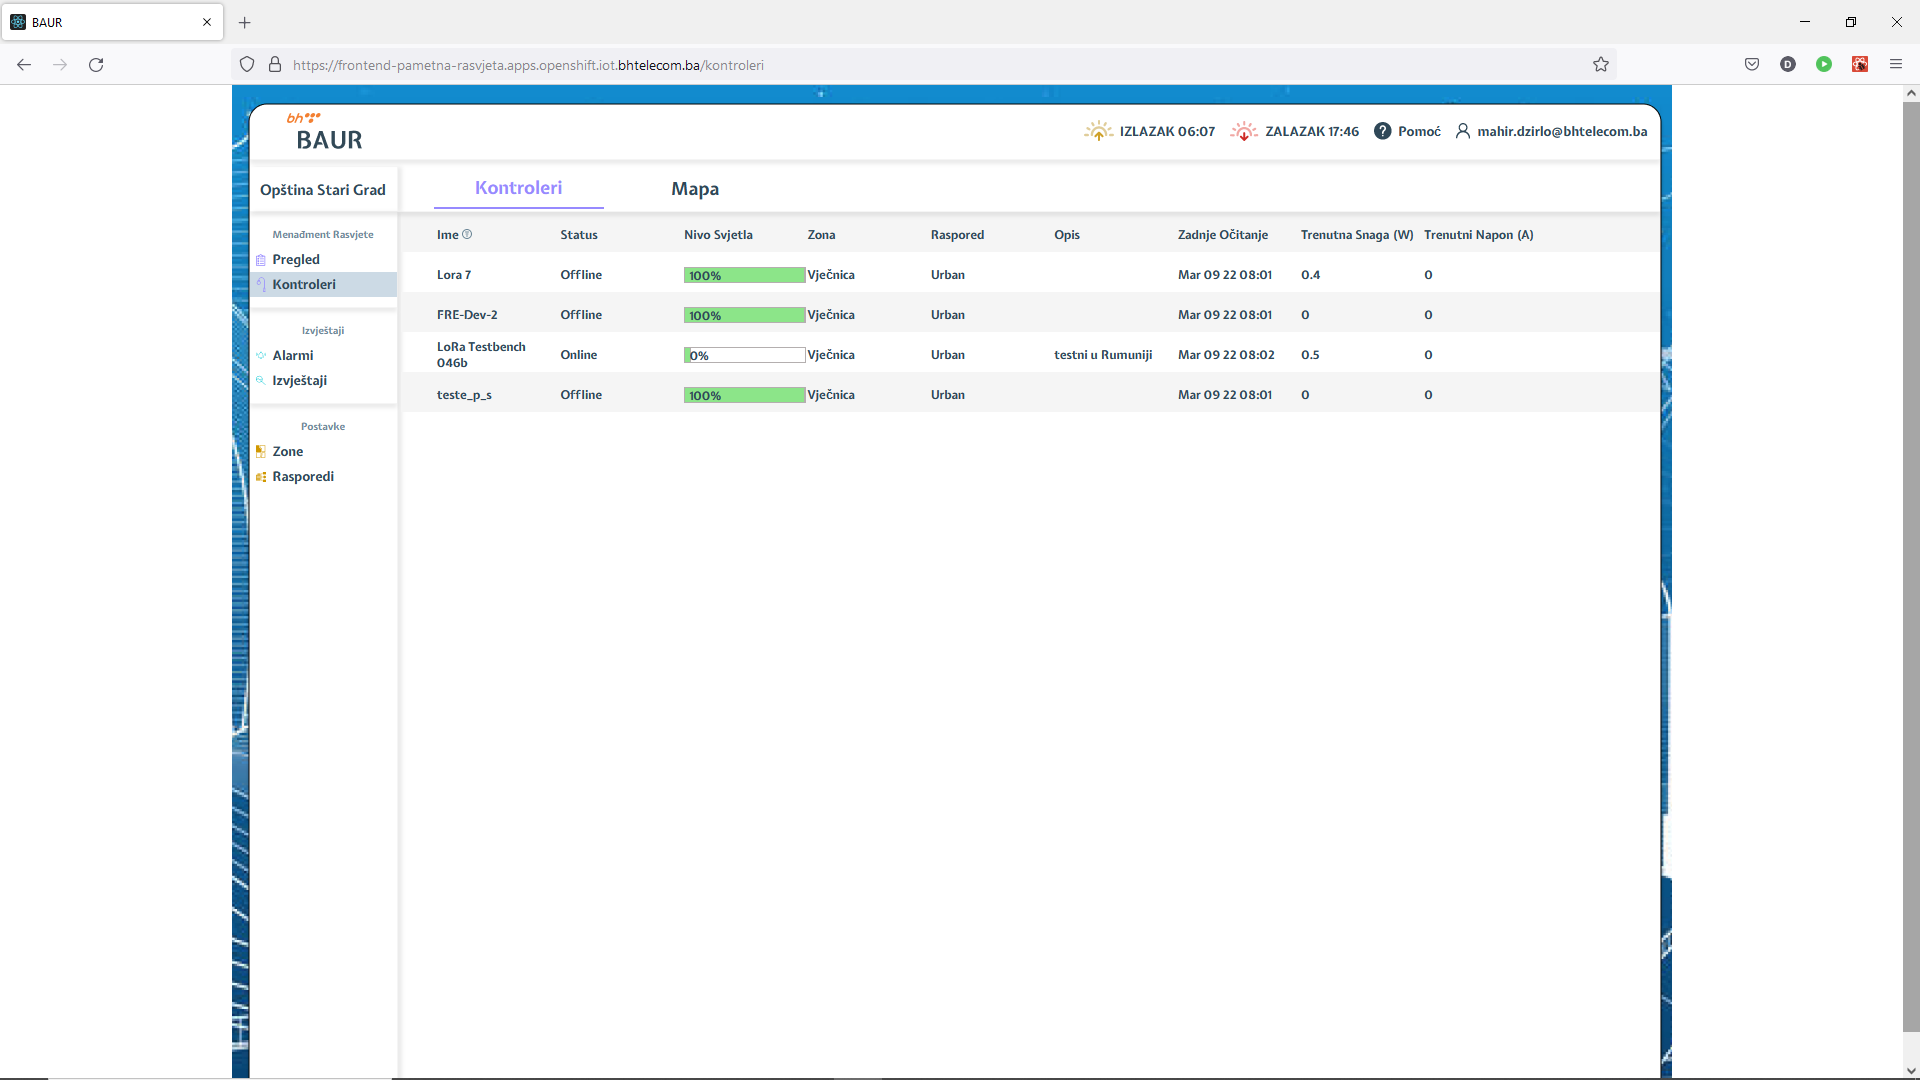 BAUR
https://frontend-pametna-rasvjeta.apps.openshift.iot.bhtelecom.ba/kontroleri
D
bh
BAUR
IZLAZAK 06:07 ZALAZAK 17:46 ? Pomoć mahir.dzirlo@bhtelecom.ba
Opština Stari Grad
Kontroleri Mapa
Menađment Rasvjete
Pregled
Kontroleri
Izvještaji
Alarmi
Izvještaji
Postavke
Zone
Rasporedi
Ime Status Nivo Svjetla Zona Raspored Opis Zadnje Očitanje Trenutna Snaga (W) Trenutni Napon (A)
Lora 7 Offline 100% Vječnica Urban Mar 09 22 08:01 0.4 0
FRE-Dev-2 Offline 100% Vječnica Urban Mar 09 22 08:01 0 0
LoRa Testbench
046b Online 0% Vječnica Urban testni u Rumuniji Mar 09 22 08:02 0.5 0
teste_p_s Offline 100% Vječnica Urban Mar 09 22 08:01 0 0